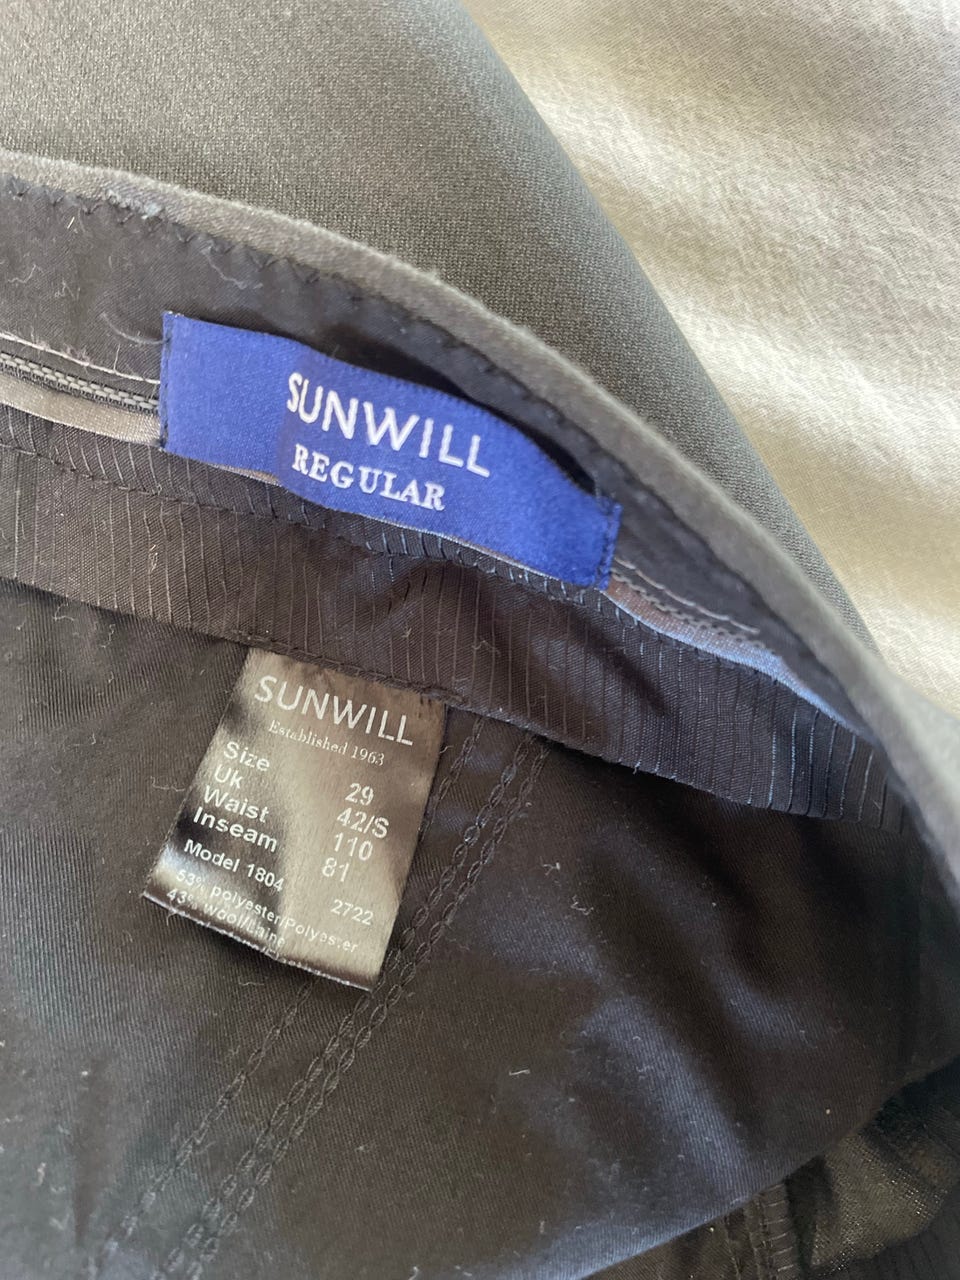 SUNWILL
REGULAR
SUNWILL
Established 1963
Size 29
Uk 42/S
Waist 110
Inseam 81
Model 1804 2722
53% polyester/Polyester
43% wool/Laine